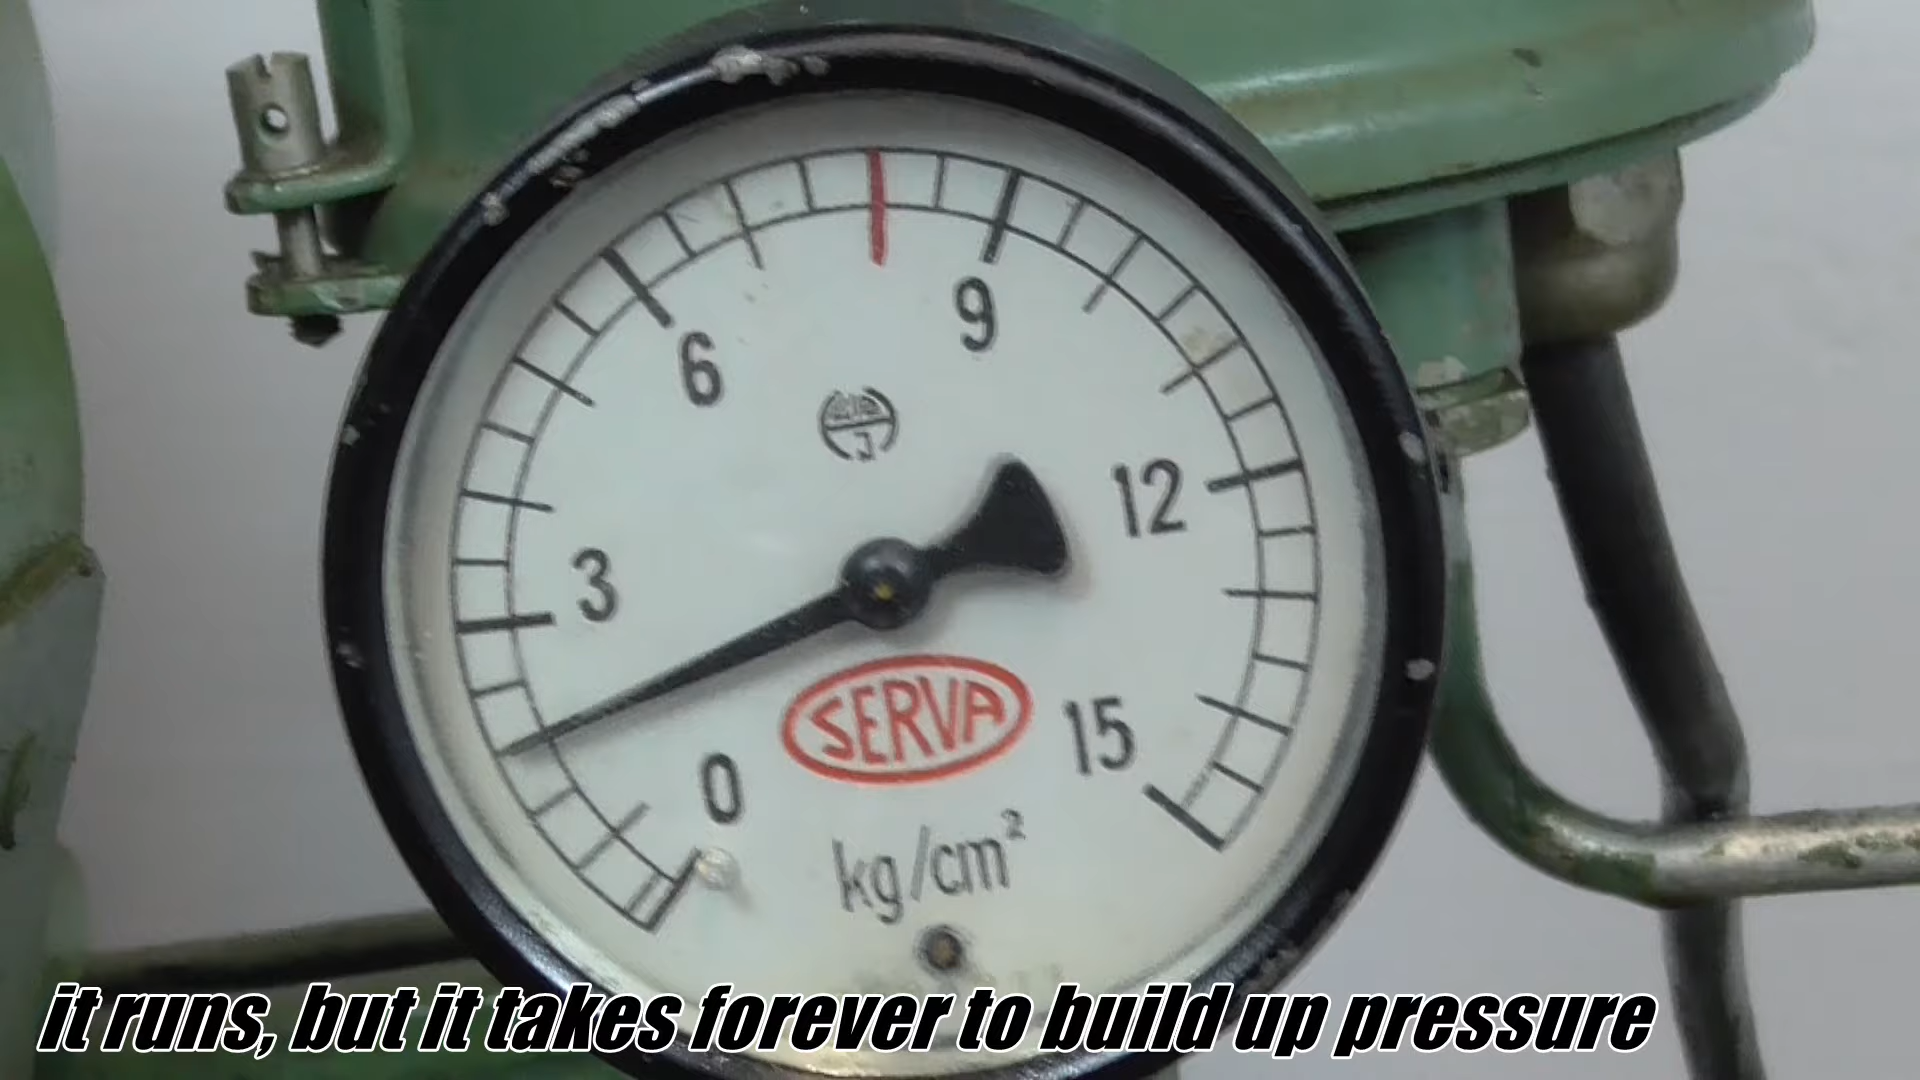 6
9
3
12
0
SERVA
15
kg/cm²
it runs, but it takes forever to build up pressure